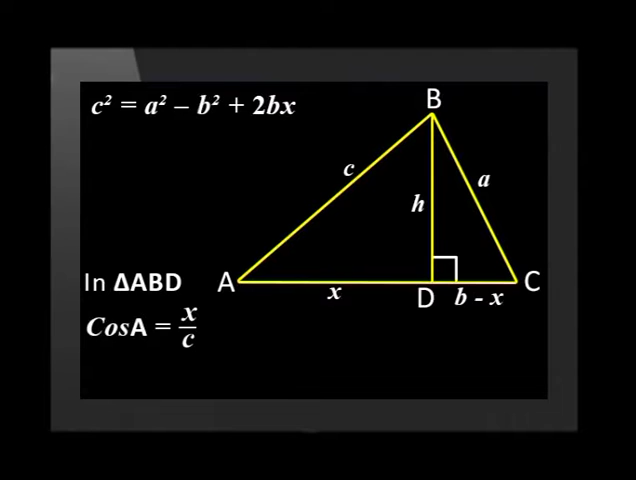 c² = a² – b² + 2bx
B
c
a
h
In ΔABD
A
C
x
D
b - x
CosA = x/c